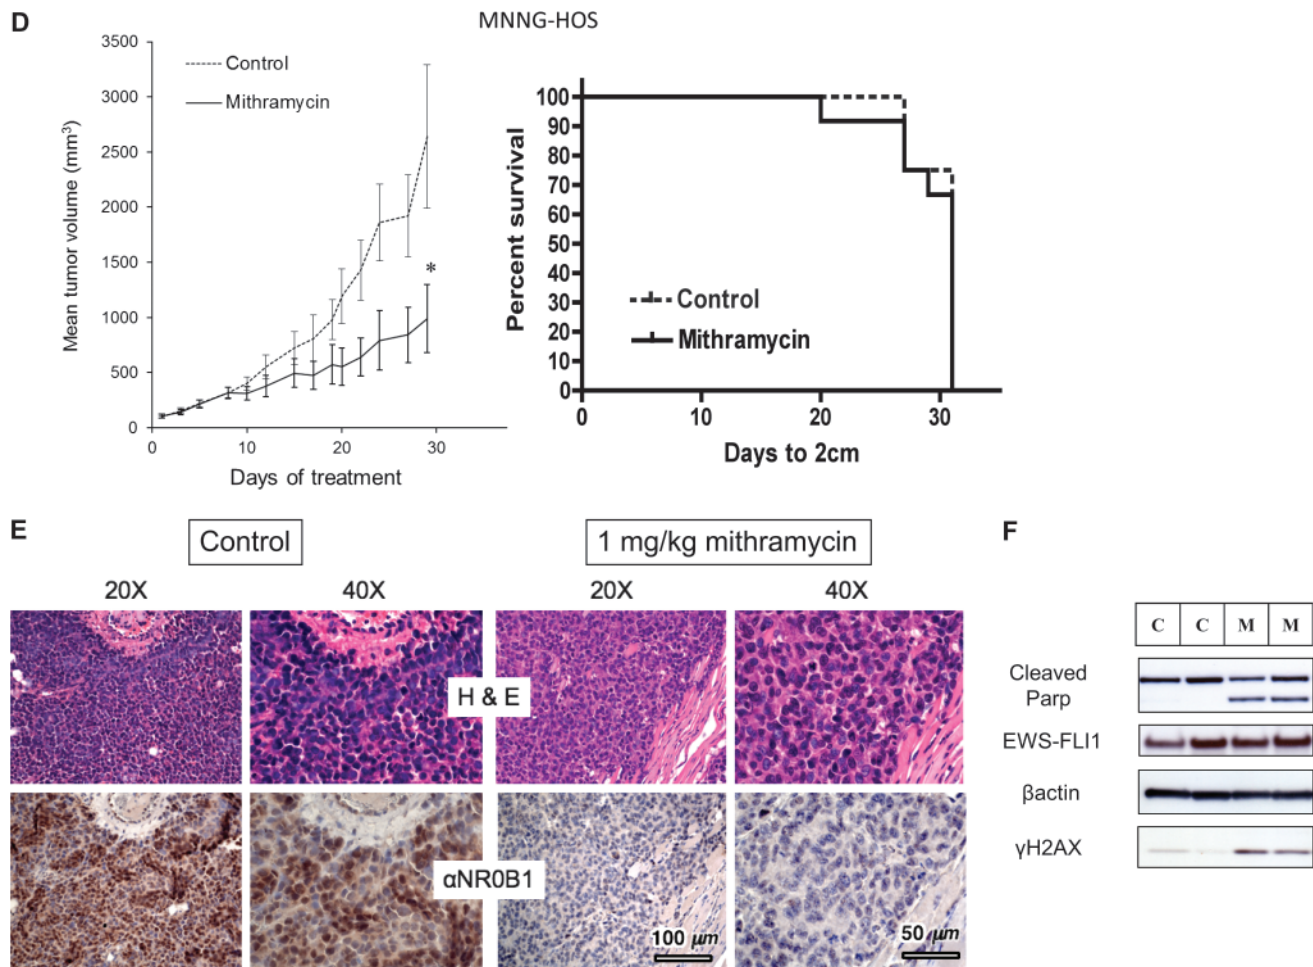 D
MNNG-HOS
3500
3000
2500
2000
1500
1000
500
0
Mean tumor volume (mm³)
Control
Mithramycin
*
0 10 20 30
Days of treatment
100
90
80
70
60
50
40
30
20
10
0
Percent survival
Control
Mithramycin
0 10 20 30
Days to 2cm
E
Control
1 mg/kg mithramycin
20X 40X 20X 40X
H & E
αNR0B1
100 μm
50 μm
F
C C M M
Cleaved
Parp
EWS-FLI1
βactin
γH2AX